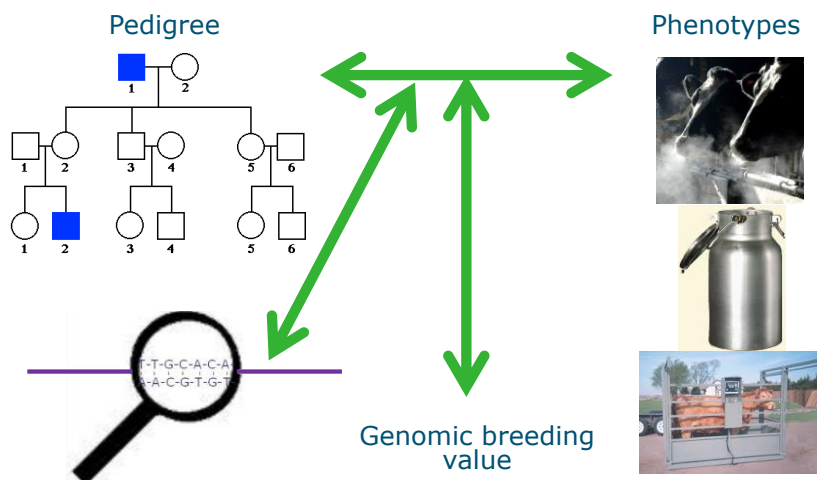 Pedigree
Phenotypes
1 2
1 2 3 4 5 6
1 2 3 4 5 6
T-T-G-C-A-C-A-
A-A-C-G-T-G-T-
Genomic breeding
value